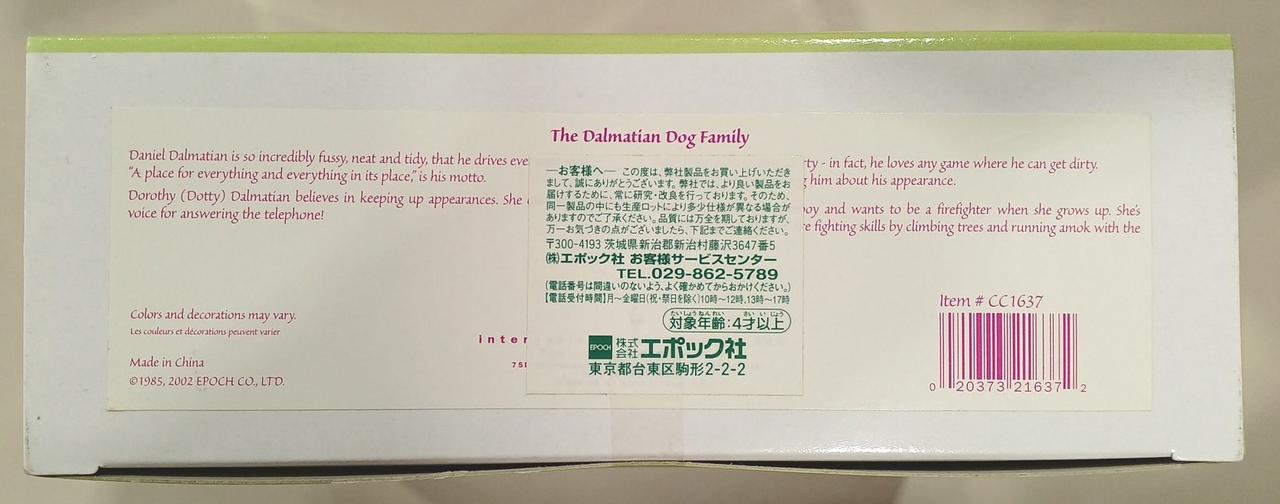 The Dalmatian Dog Family
Daniel Dalmatian is so incredibly fussy, neat and tidy, that he drives
"A place for everything and everything in its place," is his motto.
Dorothy (Dotty) Dalmatian believes in keeping up appearances. She
voice for answering the telephone!
- in fact, he loves any game where he can get dirty.
him about his appearance.
and wants to be a firefighter when she grows up. She's
fighting skills by climbing trees and running amok with the
―お客様へ― この度は、弊社製品をお買い上げいただき
まして、誠にありがとうございます。弊社では、より良い製品をお
届けするために、常に研究・改良を行っております。そのため、
同一製品の中にも生産ロットにより多少仕様が異なる場合が
ありますのでご了承ください。品質には万全を期しておりますが、
万一お気づきの点がございましたら、下記までご連絡ください。
〒300-4193 茨城県新治郡新治村藤沢3647番5
(株)エポック社 お客様サービスセンター
TEL.029-862-5789
(電話番号は間違いのないよう、よく確かめてからおかけください。)
【電話受付時間】月〜金曜日(祝・祭日を除く)10時〜12時、13時〜17時
たいしょうねんれい さいいじょう
対象年齢:4才以上
EPOCH 株式会社エポック社
東京都台東区駒形2-2-2
Colors and decorations may vary.
Les couleurs et décorations peuvent varier
Made in China
©1985, 2002 EPOCH CO., LTD.
Item # CC1637
0 20373 21637 2